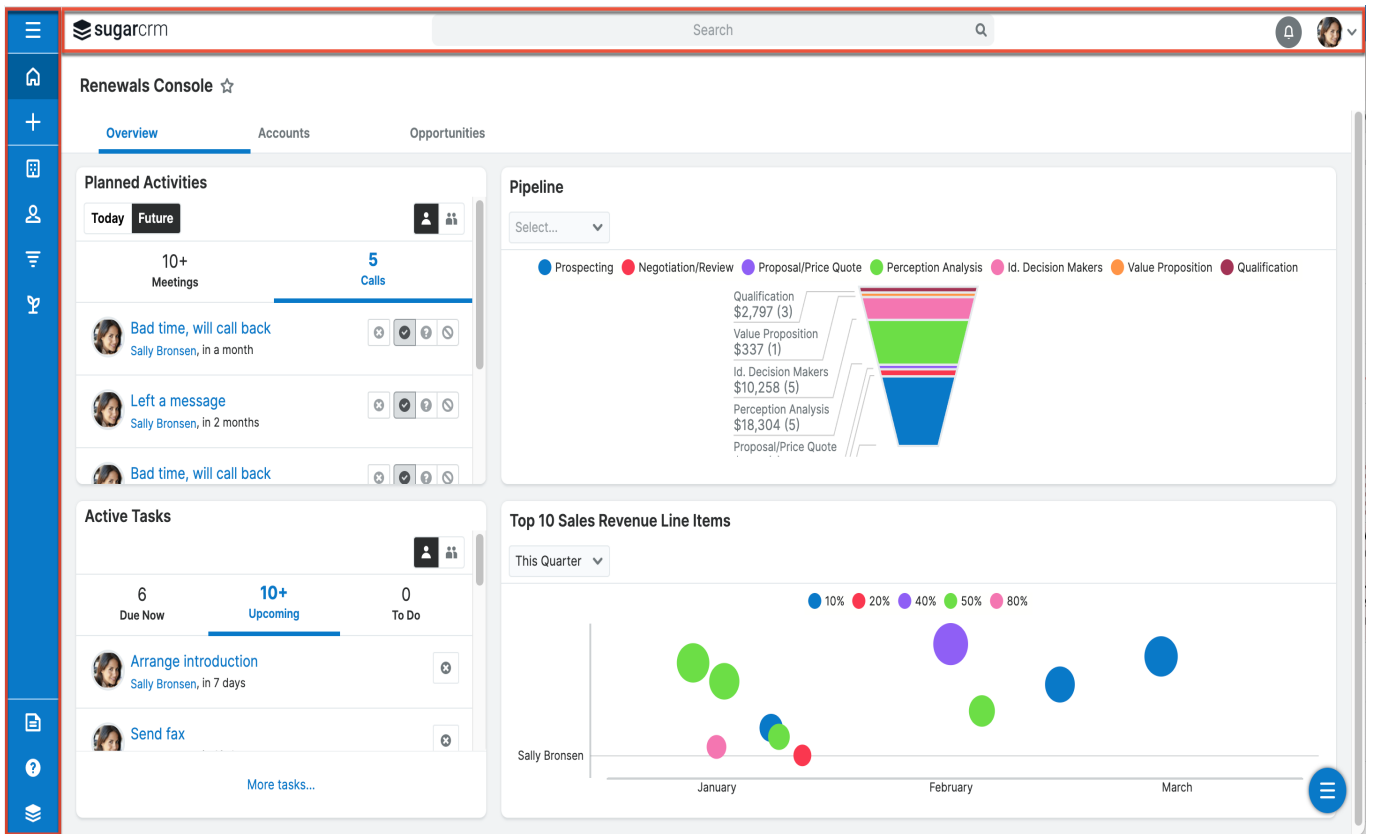 sugarcrm
Search
Renewals Console
Overview Accounts Opportunities
Planned Activities
Today Future
10+ 5
Meetings Calls
Bad time, will call back
Sally Bronsen, in a month
Left a message
Sally Bronsen, in 2 months
Bad time, will call back
Active Tasks
6 10+ 0
Due Now Upcoming To Do
Arrange introduction
Sally Bronsen, in 7 days
Send fax
More tasks...
Pipeline
Select...
Prospecting Negotiation/Review Proposal/Price Quote Perception Analysis Id. Decision Makers Value Proposition Qualification
Qualification
$2,797 (3)
Value Proposition
$337 (1)
Id. Decision Makers
$10,258 (5)
Perception Analysis
$18,304 (5)
Proposal/Price Quote
Top 10 Sales Revenue Line Items
This Quarter
10% 20% 40% 50% 80%
Sally Bronsen
January February March